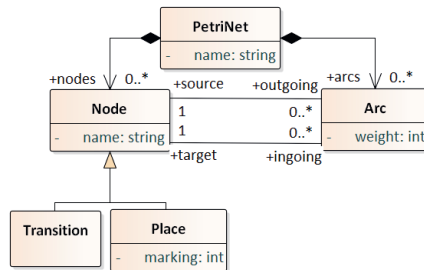 PetriNet
- name: string
+nodes 0..*
+arcs 0..*
+source +outgoing
Node
- name: string
1 0..*
1 0..*
+target +ingoing
Arc
- weight: int
Transition
Place
- marking: int